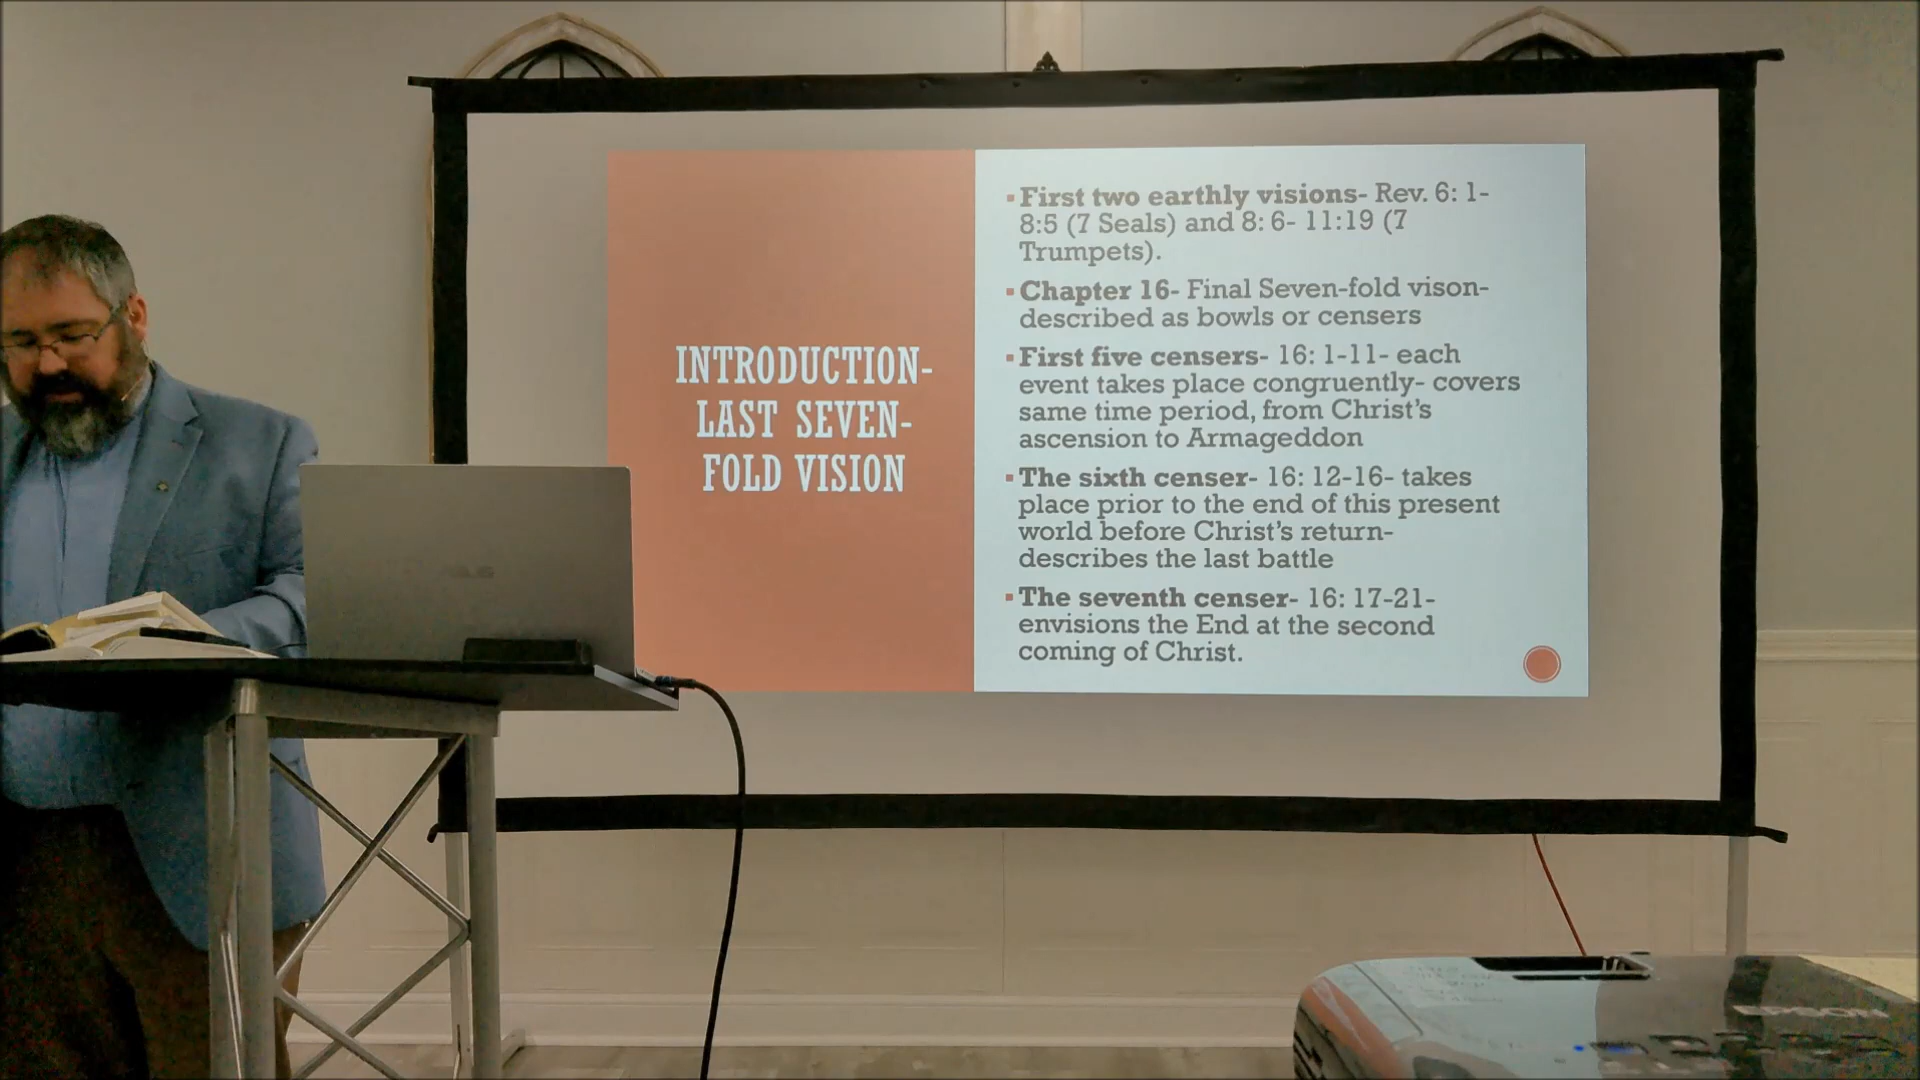 INTRODUCTION-
LAST SEVEN-
FOLD VISION
First two earthly visions- Rev. 6: 1-
8:5 (7 Seals) and 8: 6- 11:19 (7
Trumpets).
Chapter 16- Final Seven-fold vison-
described as bowls or censers
First five censers- 16: 1-11- each
event takes place congruently- covers
same time period, from Christ's
ascension to Armageddon
The sixth censer- 16: 12-16- takes
place prior to the end of this present
world before Christ's return-
describes the last battle
The seventh censer- 16: 17-21-
envisions the End at the second
coming of Christ.
EPSON